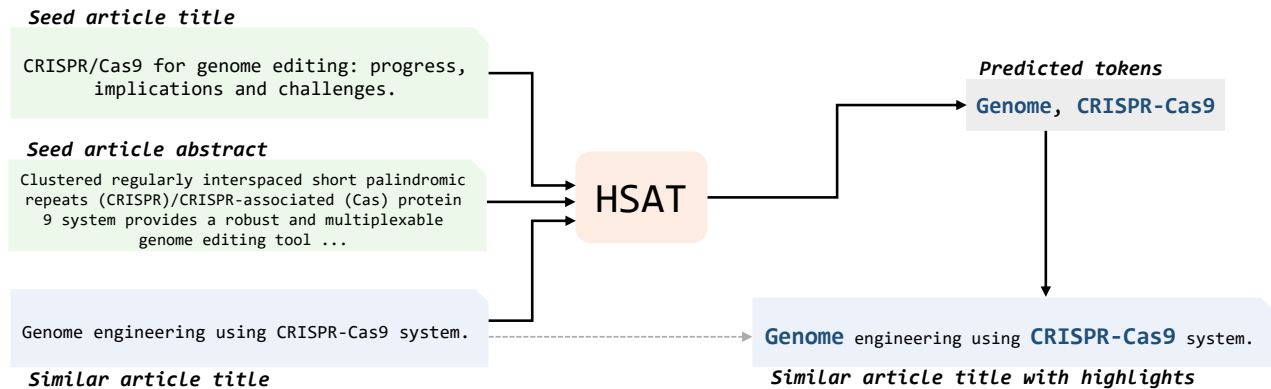 Seed article title
CRISPR/Cas9 for genome editing: progress,
implications and challenges.
Seed article abstract
Clustered regularly interspaced short palindromic
repeats (CRISPR)/CRISPR-associated (Cas) protein
9 system provides a robust and multiplexable
genome editing tool ...
Genome engineering using CRISPR-Cas9 system.
Similar article title
HSAT
Predicted tokens
Genome, CRISPR-Cas9
Genome engineering using CRISPR-Cas9 system.
Similar article title with highlights